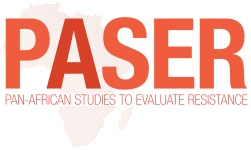 PASER
PAN-AFRICAN STUDIES TO EVALUATE RESISTANCE